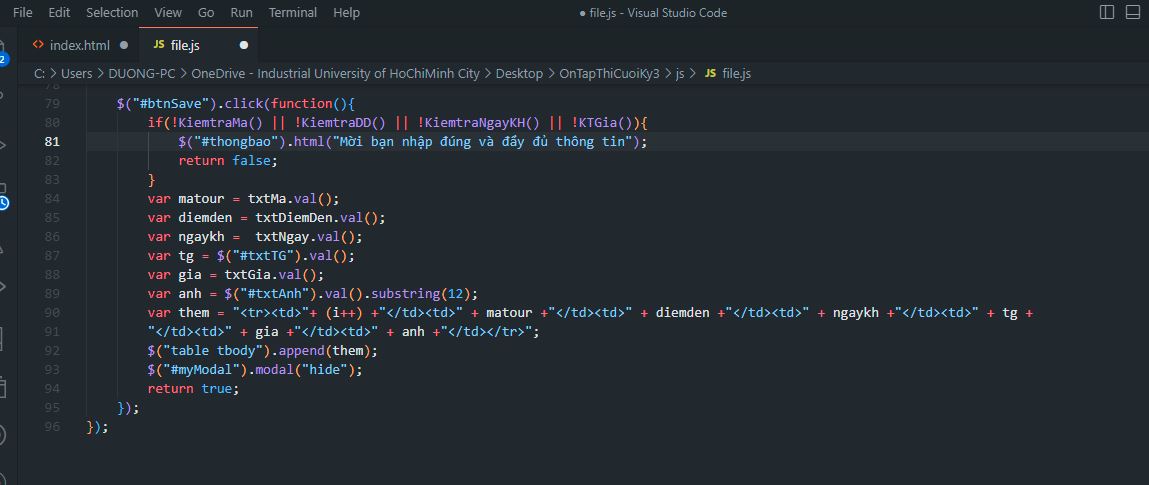 File Edit Selection View Go Run Terminal Help ● file.js - Visual Studio Code
2 <> index.html ● JS file.js ●
C: > Users > DUONG-PC > OneDrive - Industrial University of HoChiMinh City > Desktop > OnTapThiCuoiKy3 > js > JS file.js
78
79 $("#btnSave").click(function(){
80 if(!KiemtraMa() || !KiemtraDD() || !KiemtraNgayKH() || !KTGia()){
81 $("#thongbao").html("Mời bạn nhập đúng và đẩy đủ thông tin");
82 return false;
83 }
84 var matour = txtMa.val();
85 var diemden = txtDiemDen.val();
86 var ngaykh =  txtNgay.val();
87 var tg = $("#txtTG").val();
88 var gia = txtGia.val();
89 var anh = $("#txtAnh").val().substring(12);
90 var them = "<tr><td>"+ (i++) +"</td><td>" + matour +"</td><td>" + diemden +"</td><td>" + ngaykh +"</td><td>" + tg +
91 "</td><td>" + gia +"</td><td>" + anh +"</td></tr>";
92 $("table tbody").append(them);
93 $("#myModal").modal("hide");
94 return true;
95 });
96 });